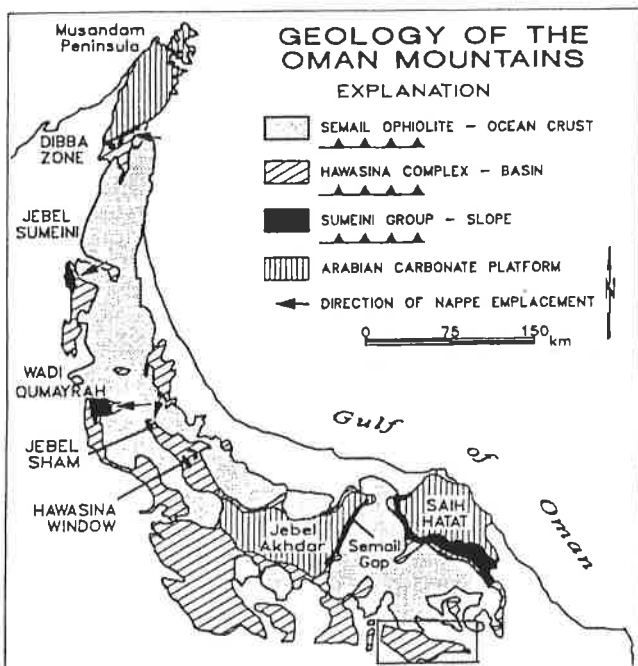 GEOLOGY OF THE
OMAN MOUNTAINS
EXPLANATION
SEMAIL OPHIOLITE – OCEAN CRUST
HAWASINA COMPLEX – BASIN
SUMEINI GROUP – SLOPE
ARABIAN CARBONATE PLATFORM
DIRECTION OF NAPPE EMPLACEMENT
0 75 150
km
N
Musandam
Peninsula
DIBBA
ZONE
JEBEL
SUMEINI
WADI
QUMAYRAH
JEBEL
SHAM
HAWASINA
WINDOW
Jebel
Akhdar
Semail
Gap
SAIH
HATAT
Gulf
of
Oman